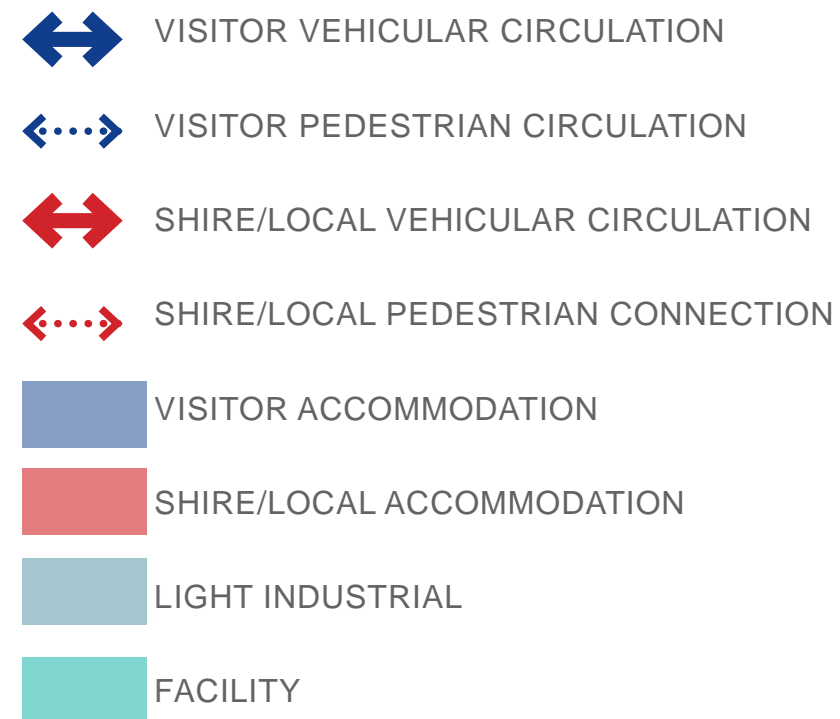 VISITOR VEHICULAR CIRCULATION
VISITOR PEDESTRIAN CIRCULATION
SHIRE/LOCAL VEHICULAR CIRCULATION
SHIRE/LOCAL PEDESTRIAN CONNECTION
VISITOR ACCOMMODATION
SHIRE/LOCAL ACCOMMODATION
LIGHT INDUSTRIAL
FACILITY